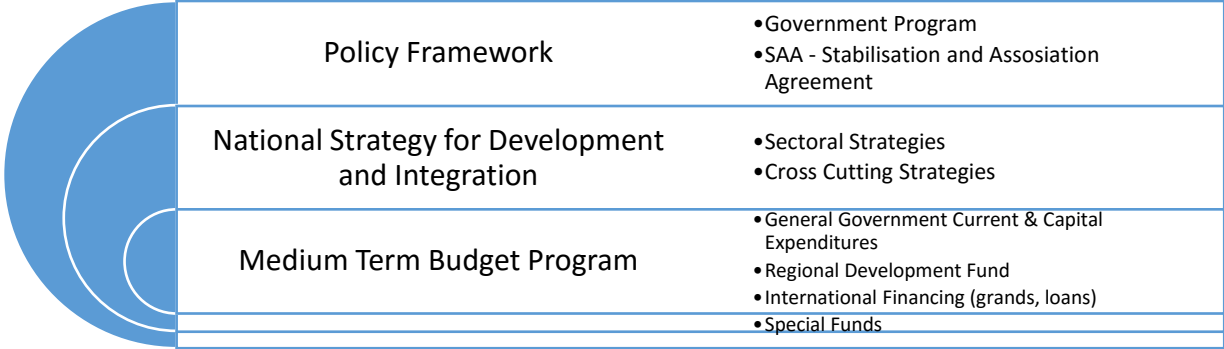 Policy Framework
•Government Program
•SAA - Stabilisation and Assosiation
Agreement
National Strategy for Development
and Integration
•Sectoral Strategies
•Cross Cutting Strategies
Medium Term Budget Program
•General Government Current & Capital
Expenditures
•Regional Development Fund
•International Financing (grands, loans)
•Special Funds